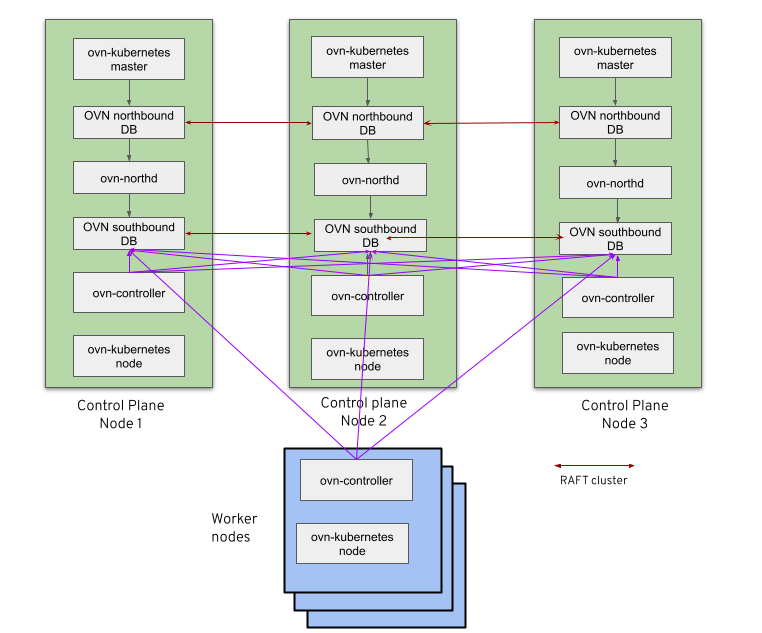 ovn-kubernetes
master
OVN northbound
DB
ovn-northd
OVN southbound
DB
ovn-controller
ovn-kubernetes
node
Control Plane
Node 1
ovn-kubernetes
master
OVN northbound
DB
ovn-northd
OVN southbound
DB
ovn-controller
ovn-kubernetes
node
Control plane
Node 2
ovn-kubernetes
master
OVN northbound
DB
ovn-northd
OVN southbound
DB
ovn-controller
ovn-kubernetes
node
Control Plane
Node 3
RAFT cluster
Worker
nodes
ovn-controller
ovn-kubernetes
node